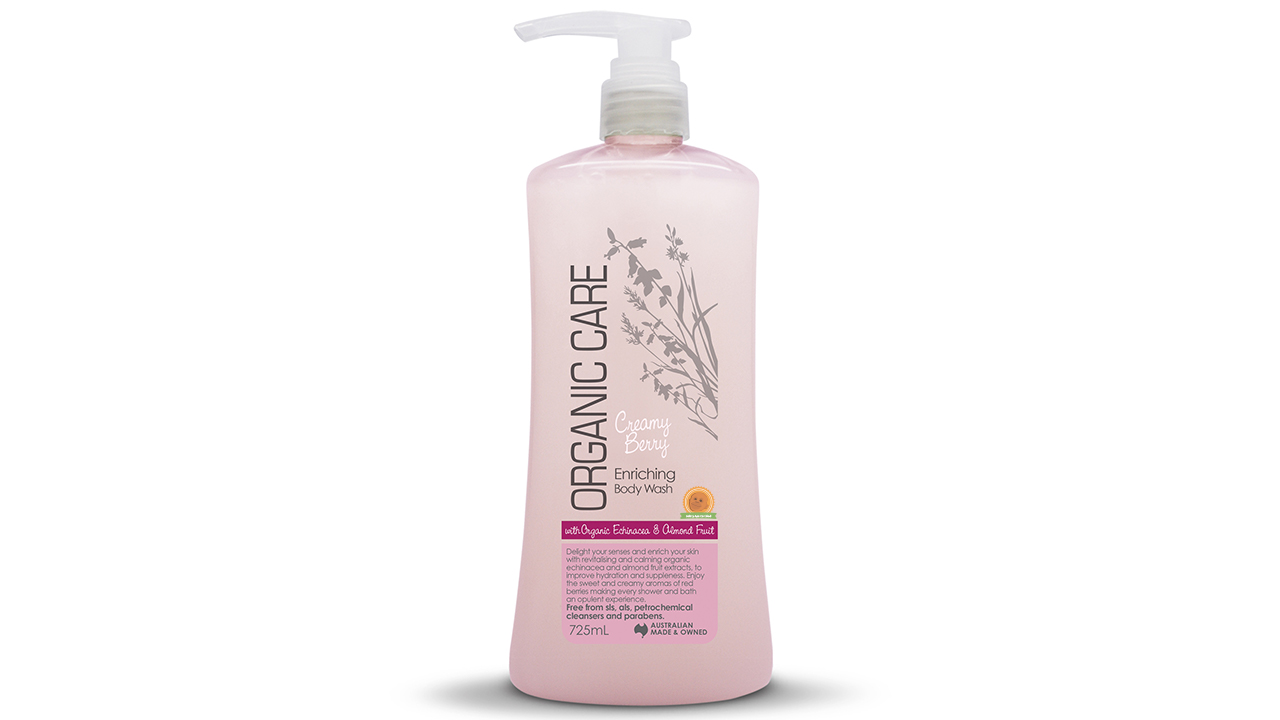 ORGANIC CARE
Creamy
Berry
Enriching
Body Wash
with Organic Echinacea & Almond Fruit
Delight your senses and enrich your skin
with revitalising and calming organic
echinacea and almond fruit extracts, to
improve hydration and suppleness. Enjoy
the sweet and creamy aromas of red
berries making every shower and bath
an opulent experience.
Free from sls, als, petrochemical
cleansers and parabens.
725mL
AUSTRALIAN
MADE & OWNED